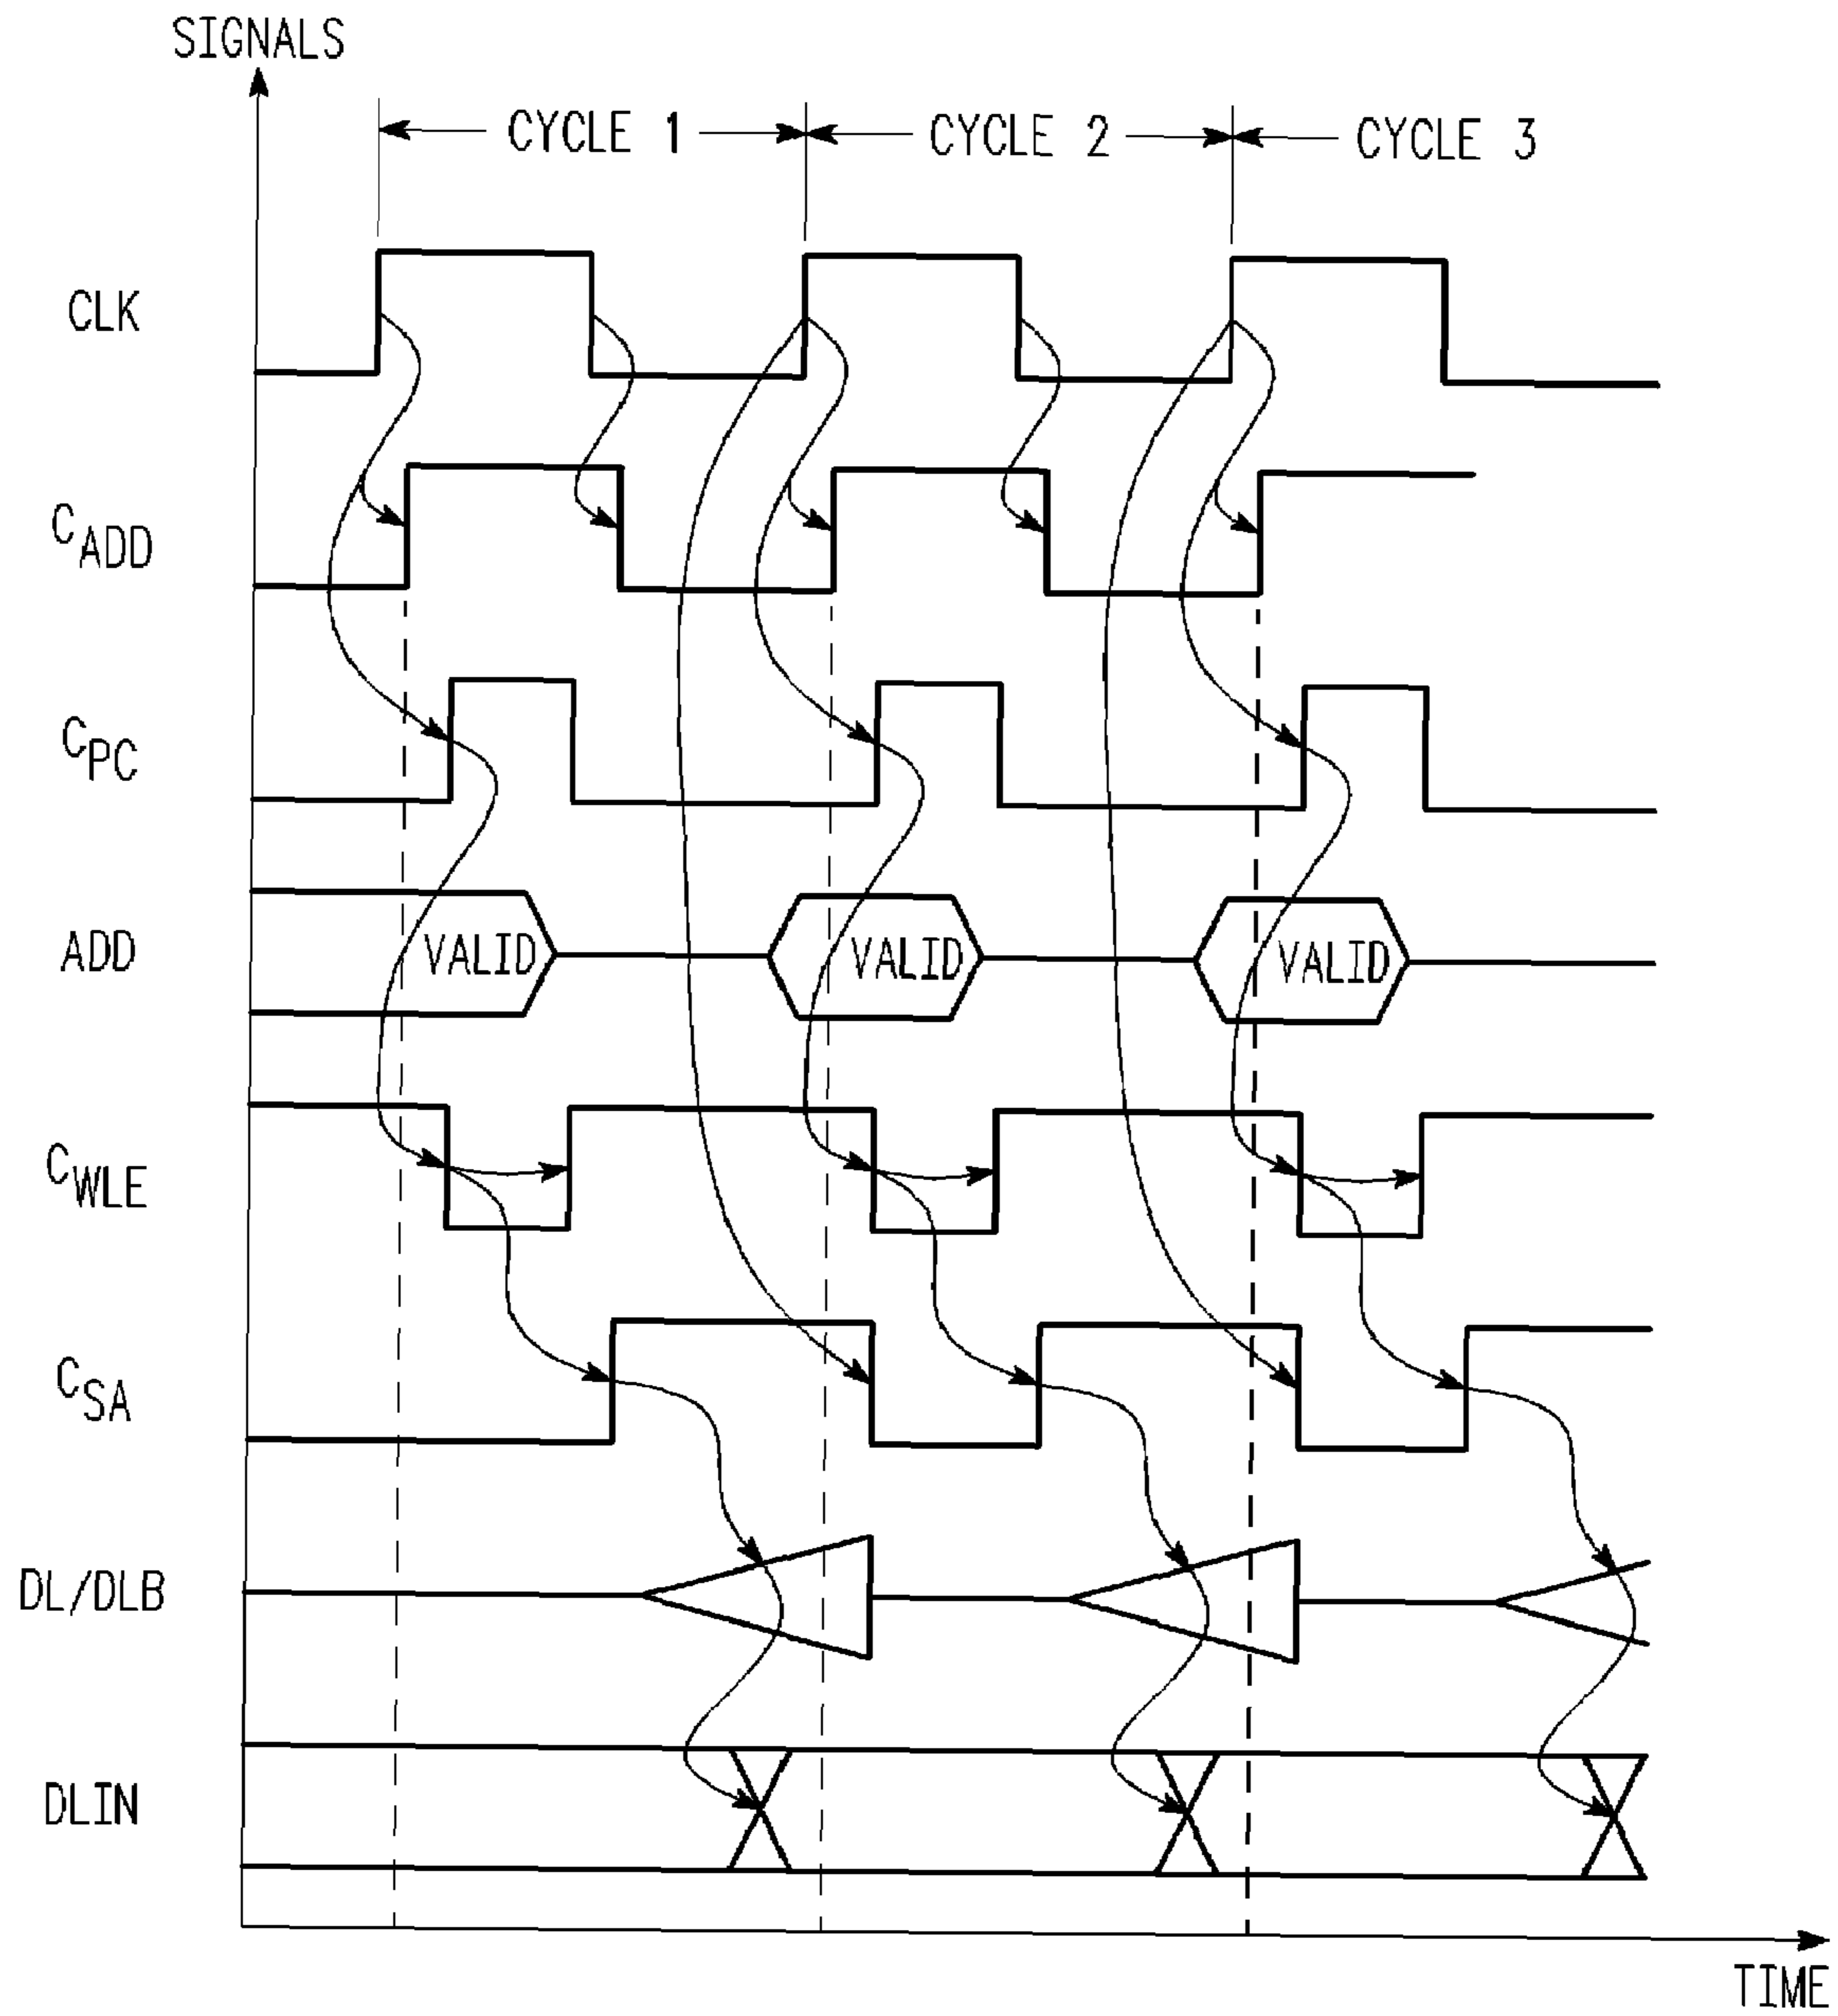 SIGNALS
CYCLE 1
CYCLE 2
CYCLE 3
CLK
CADD
CPC
ADD
VALID
VALID
VALID
CWLE
CSA
DL/DLB
DLIN
TIME